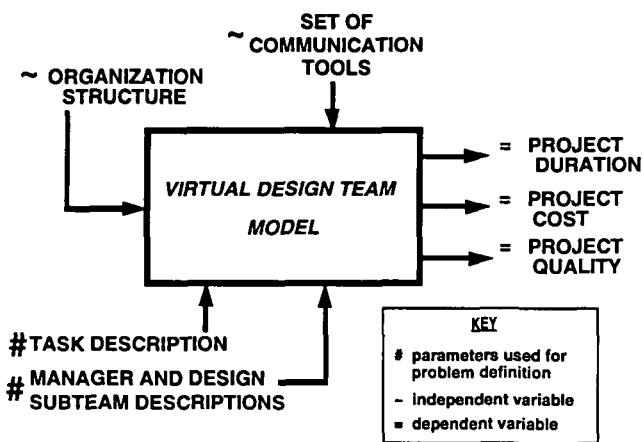 ~ SET OF
COMMUNICATION
TOOLS
~ ORGANIZATION
STRUCTURE
VIRTUAL DESIGN TEAM
MODEL
= PROJECT
DURATION
= PROJECT
COST
= PROJECT
QUALITY
# TASK DESCRIPTION
# MANAGER AND DESIGN
SUBTEAM DESCRIPTIONS
KEY
# parameters used for
problem definition
~ independent variable
= dependent variable